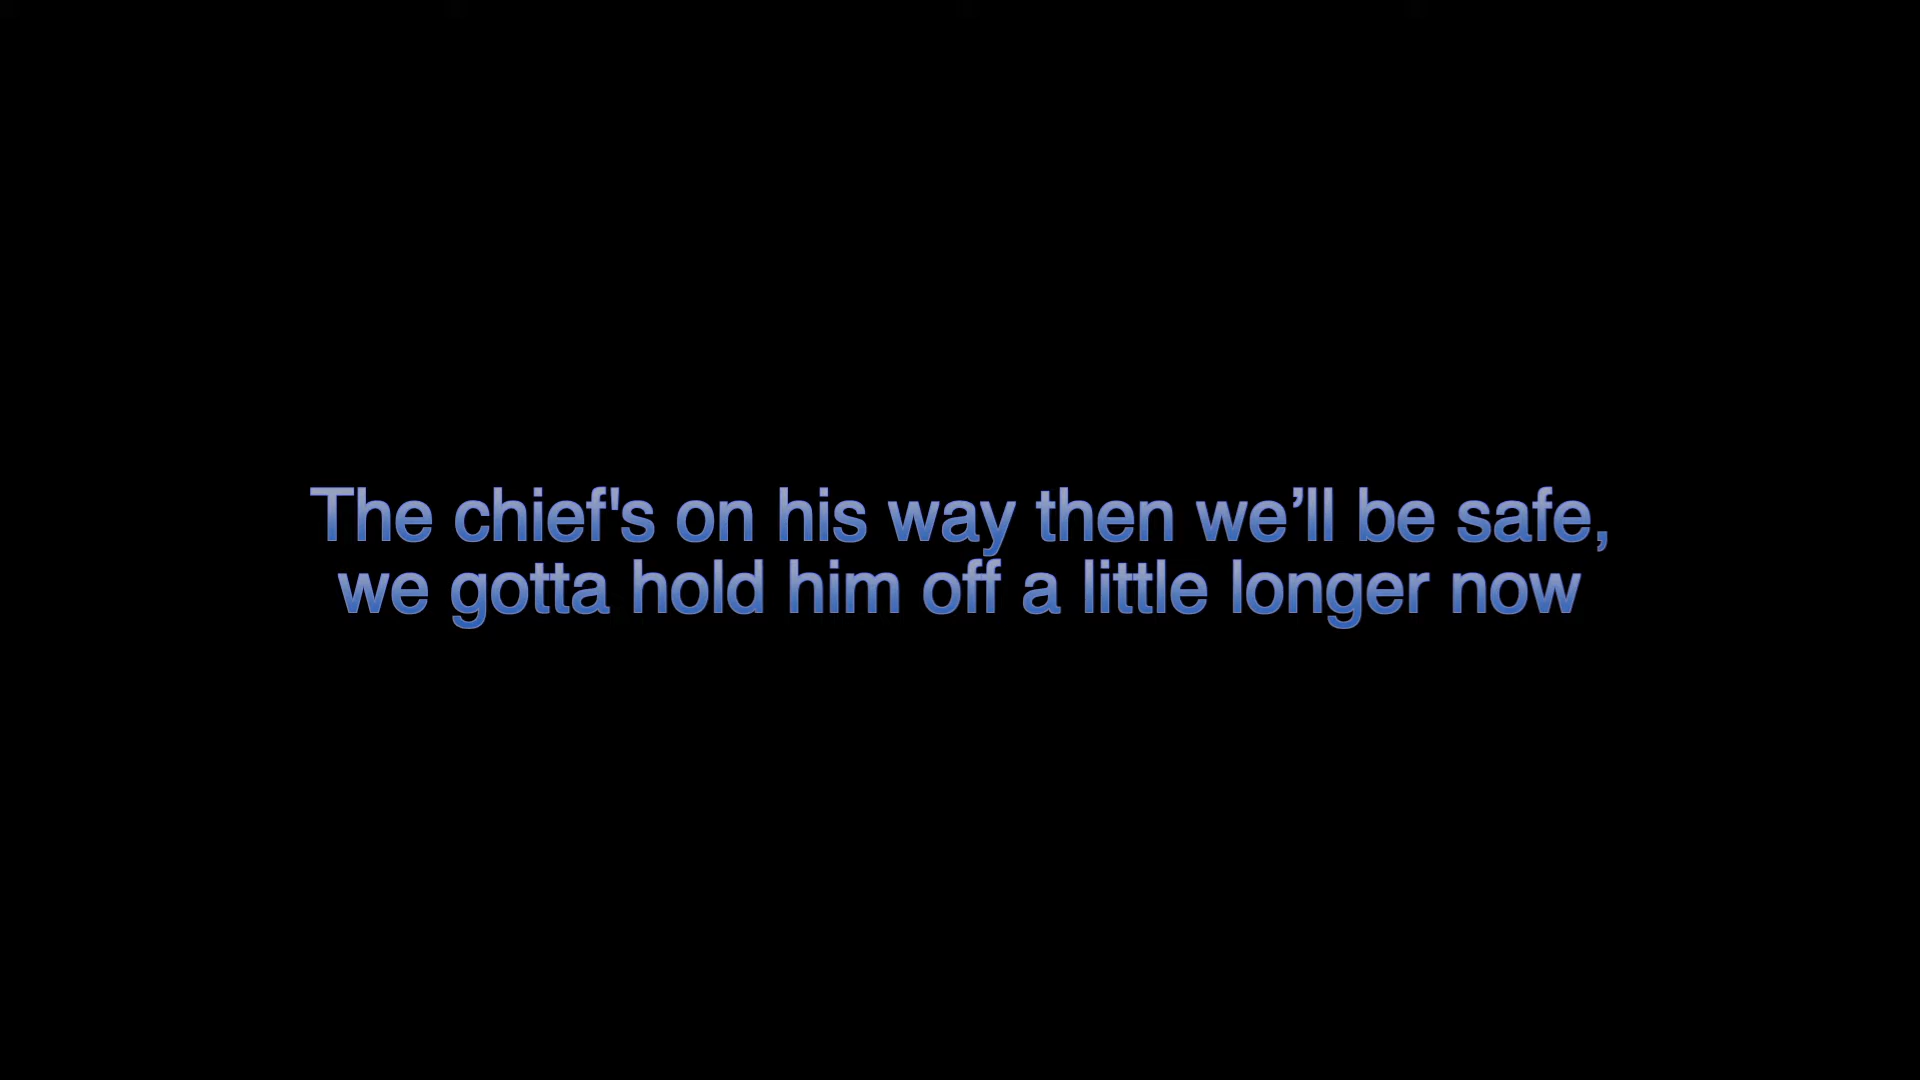 The chief's on his way then we’ll be safe,
we gotta hold him off a little longer now